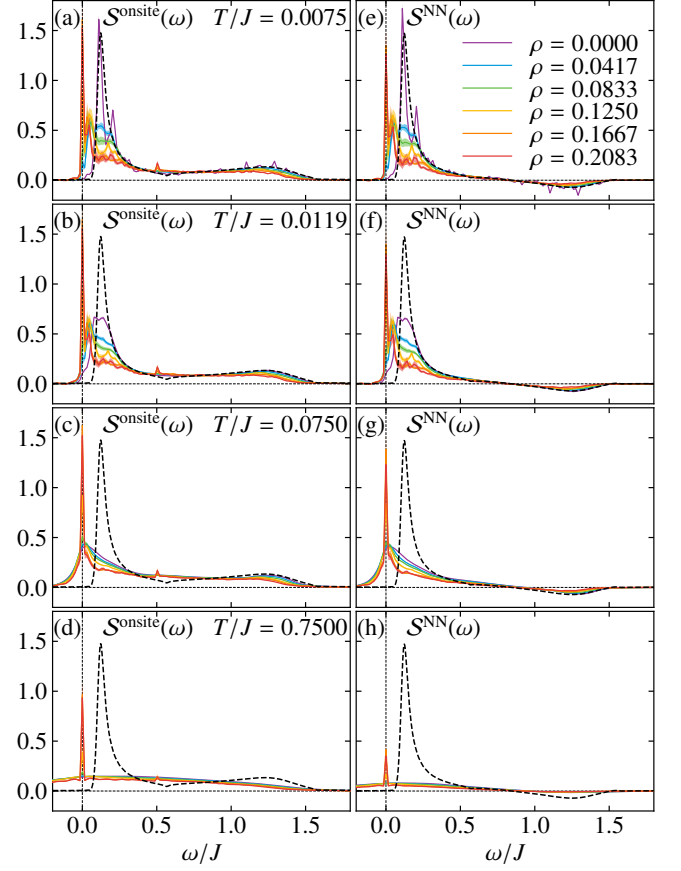 (a) 𝒮^onsite(ω) T/J = 0.0075
(e) 𝒮^NN(ω)
ρ = 0.0000
ρ = 0.0417
ρ = 0.0833
ρ = 0.1250
ρ = 0.1667
ρ = 0.2083
1.5
1.0
0.5
0.0
(b) 𝒮^onsite(ω) T/J = 0.0119
(f) 𝒮^NN(ω)
1.5
1.0
0.5
0.0
(c) 𝒮^onsite(ω) T/J = 0.0750
(g) 𝒮^NN(ω)
1.5
1.0
0.5
0.0
(d) 𝒮^onsite(ω) T/J = 0.7500
(h) 𝒮^NN(ω)
1.5
1.0
0.5
0.0
0.0 0.5 1.0 1.5 0.0 0.5 1.0 1.5
ω/J ω/J